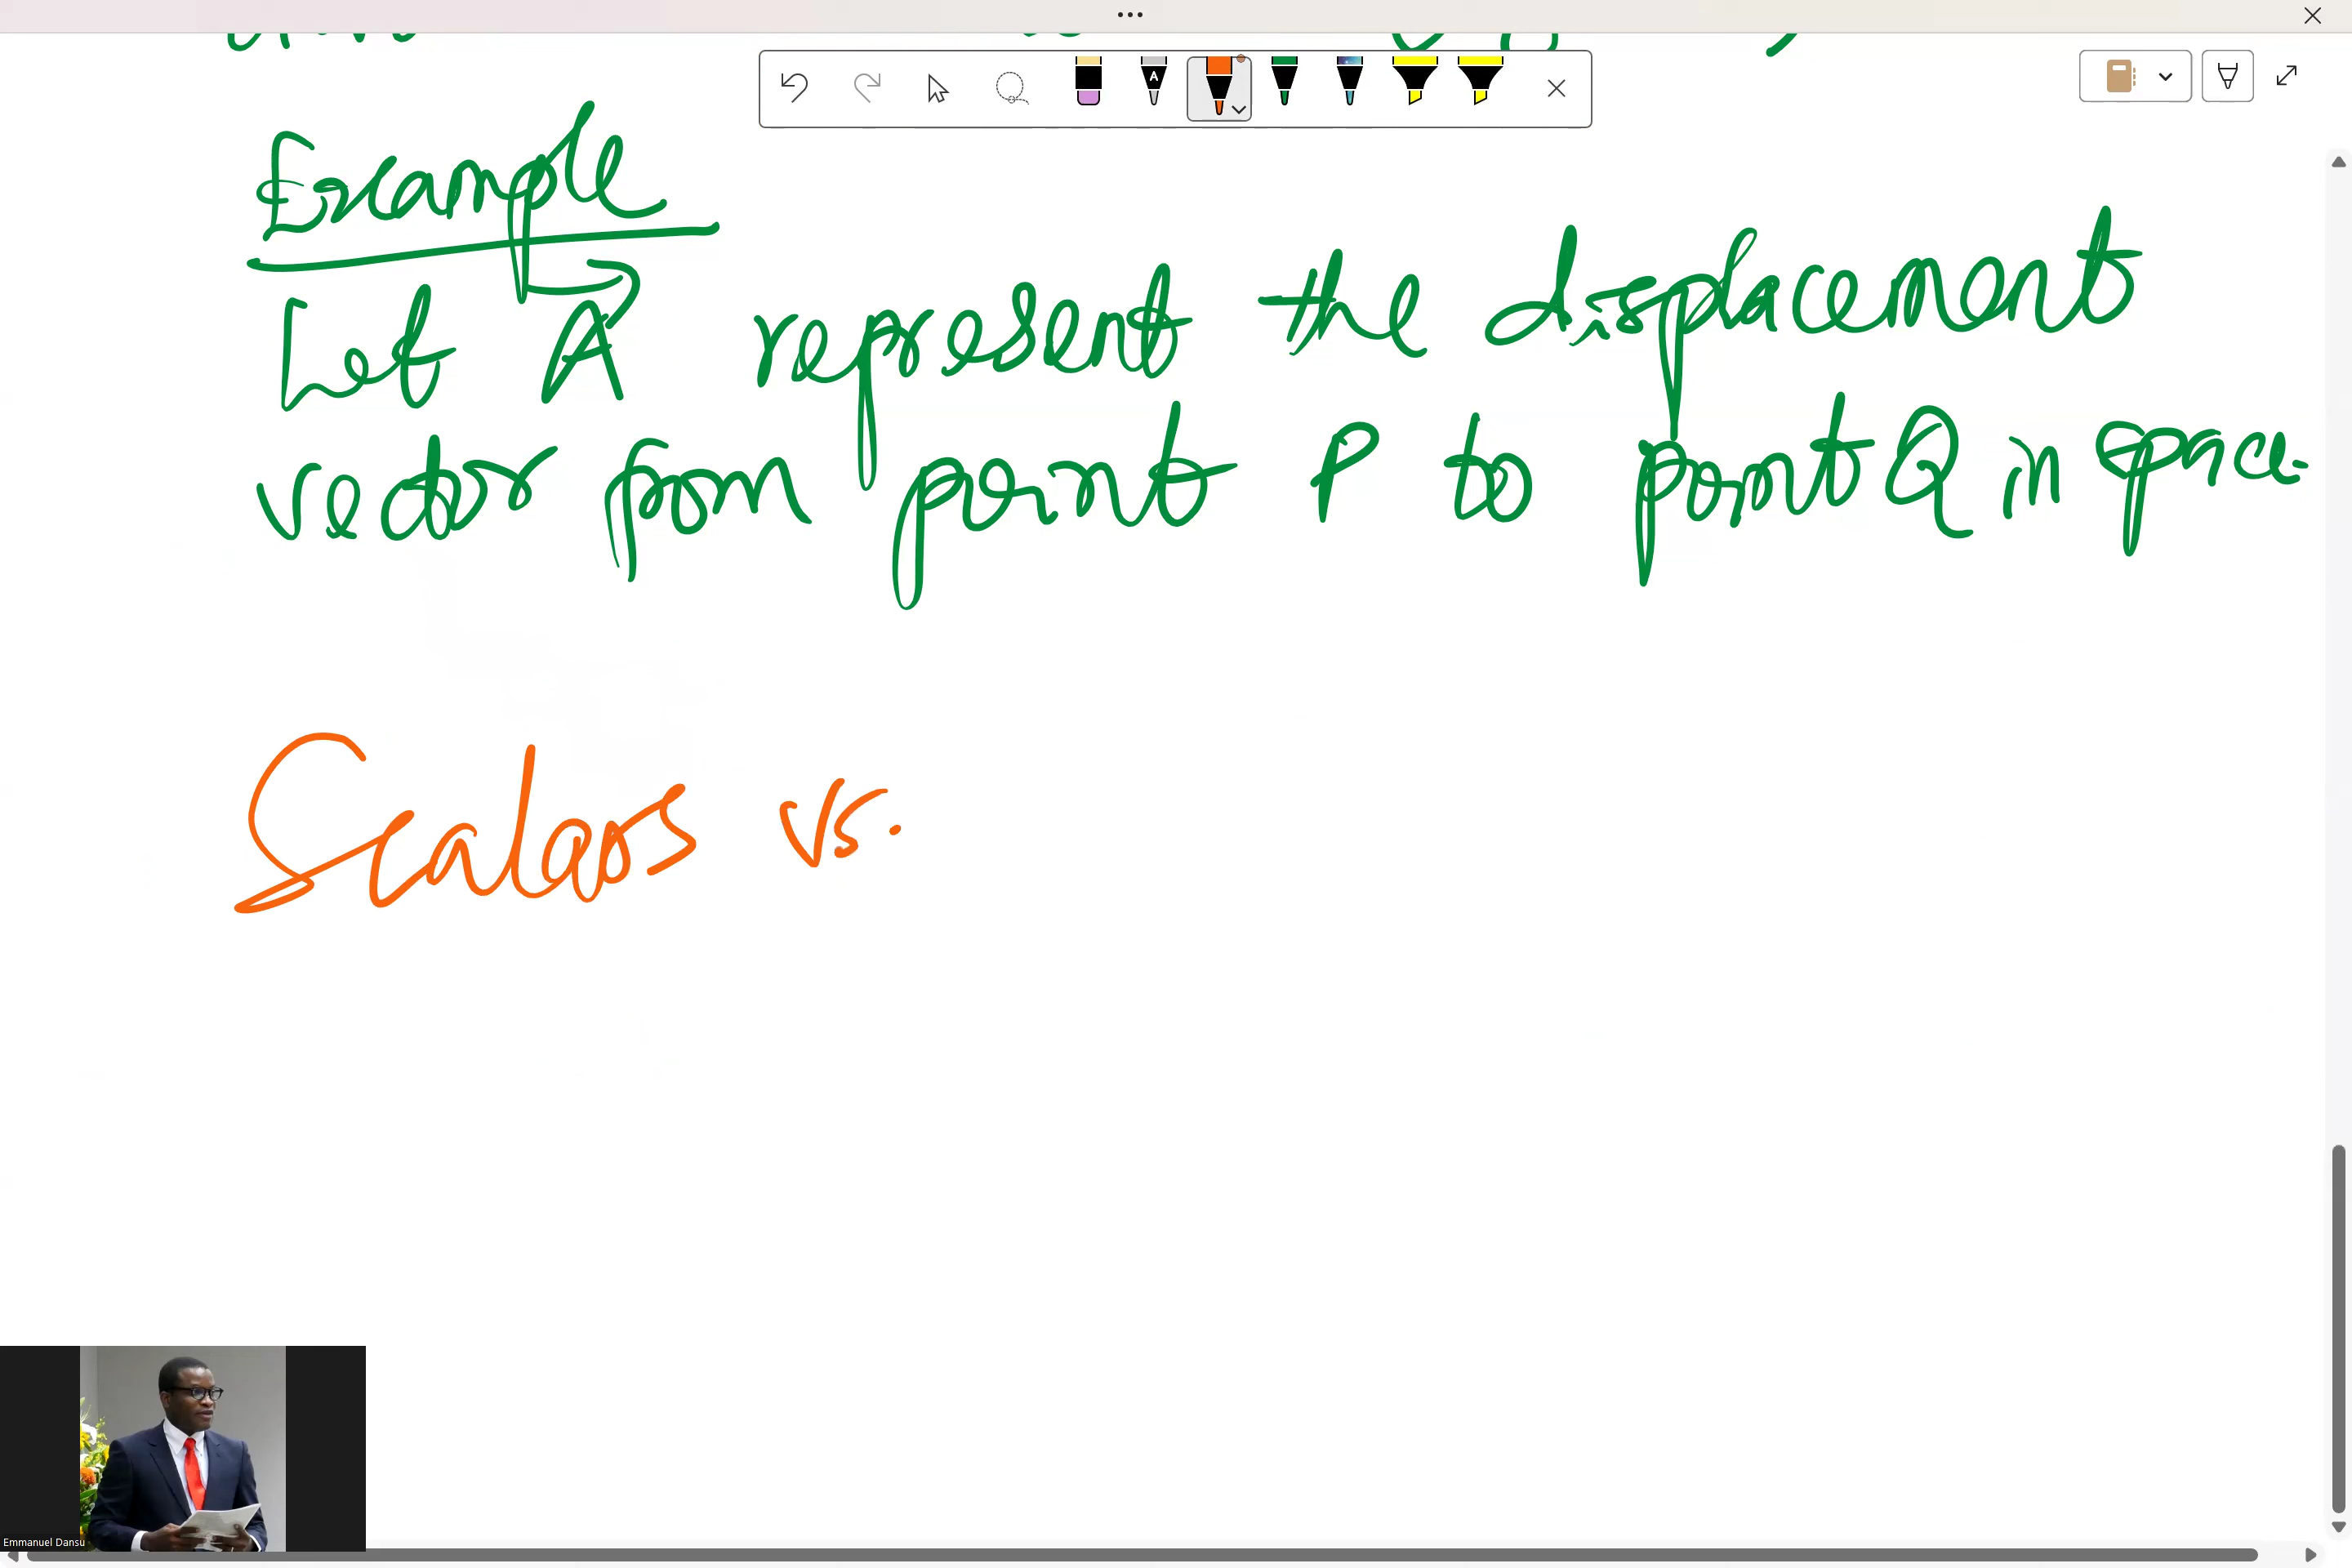 Example
Let A⃗ represent the displacement
vector from point P to point Q in space.
Scalars vs.
A
Emmanuel Dansu